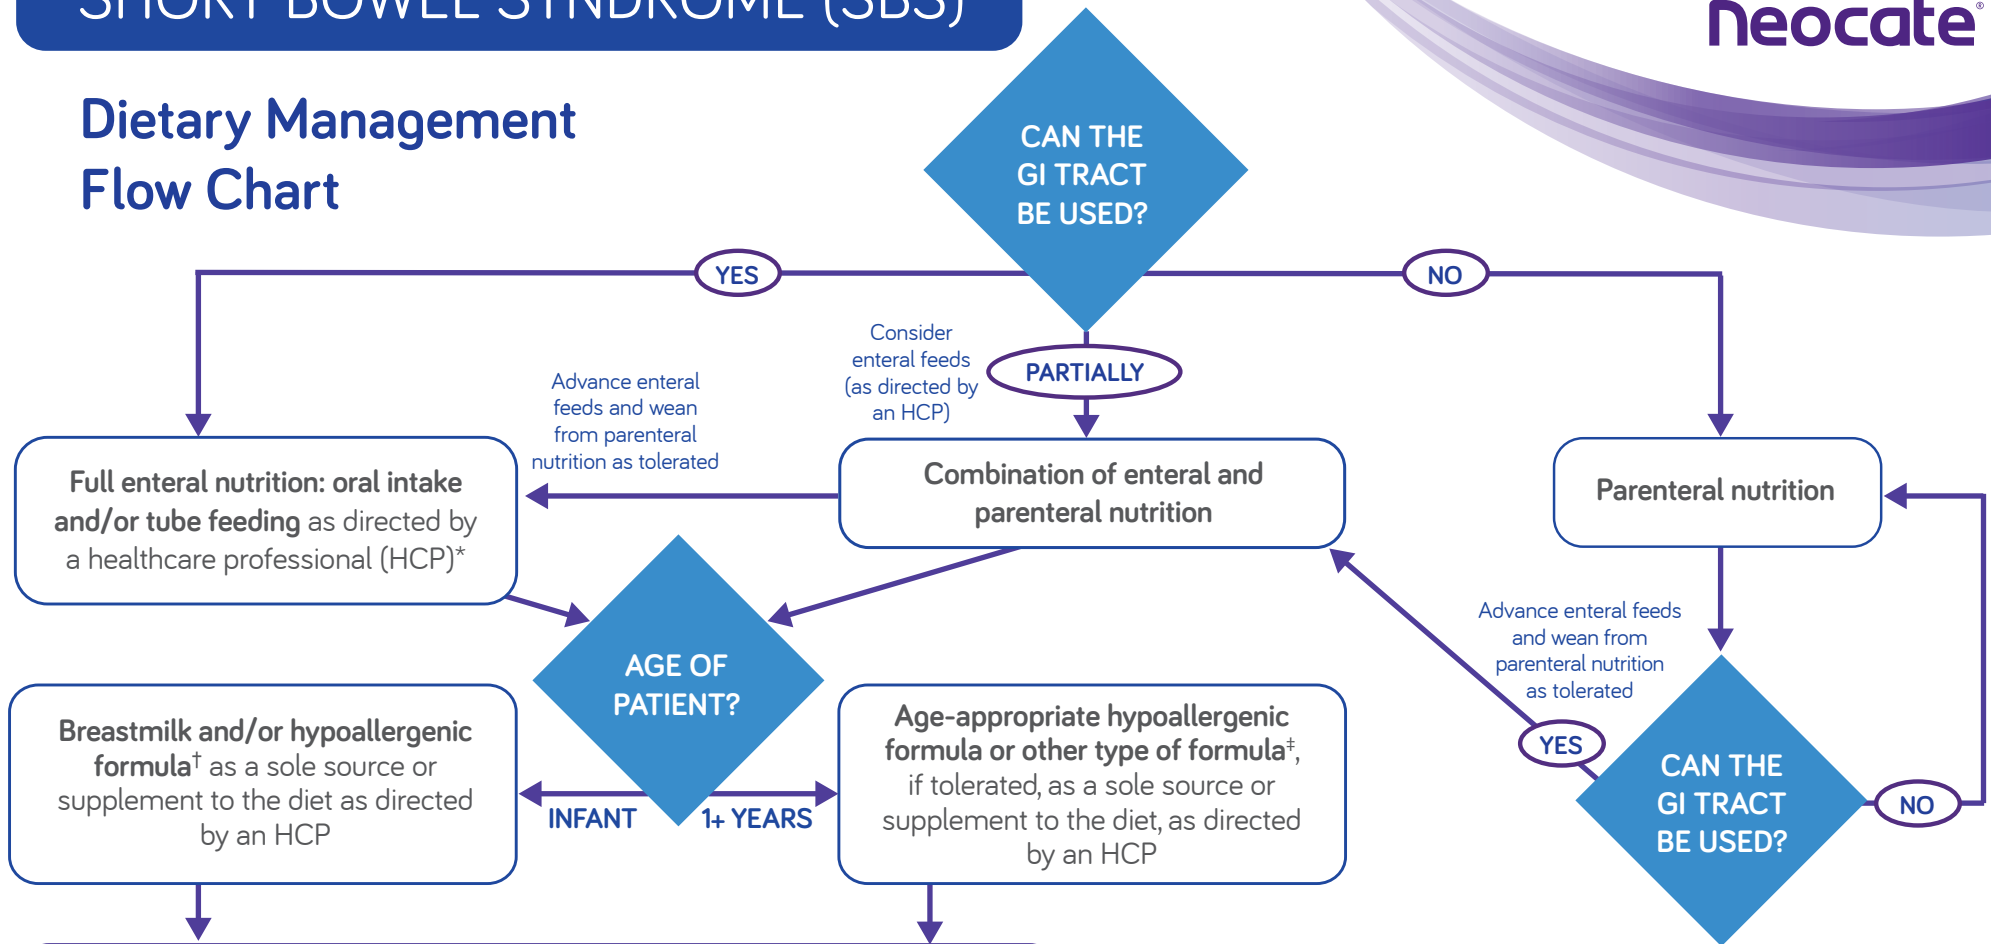 SHORT BOWEL SYNDROME (SBS)
neocate®
Dietary Management
Flow Chart
CAN THE
GI TRACT
BE USED?
YES
NO
PARTIALLY
Consider
enteral feeds
(as directed by
an HCP)
Advance enteral
feeds and wean
from parenteral
nutrition as tolerated
Full enteral nutrition: oral intake
and/or tube feeding as directed by
a healthcare professional (HCP)*
Combination of enteral and
parenteral nutrition
Parenteral nutrition
Advance enteral feeds
and wean from
parenteral nutrition
as tolerated
AGE OF
PATIENT?
Breastmilk and/or hypoallergenic
formula† as a sole source or
supplement to the diet as directed
by an HCP
INFANT
1+ YEARS
Age-appropriate hypoallergenic
formula or other type of formula‡,
if tolerated, as a sole source or
supplement to the diet, as directed
by an HCP
YES
CAN THE
GI TRACT
BE USED?
NO